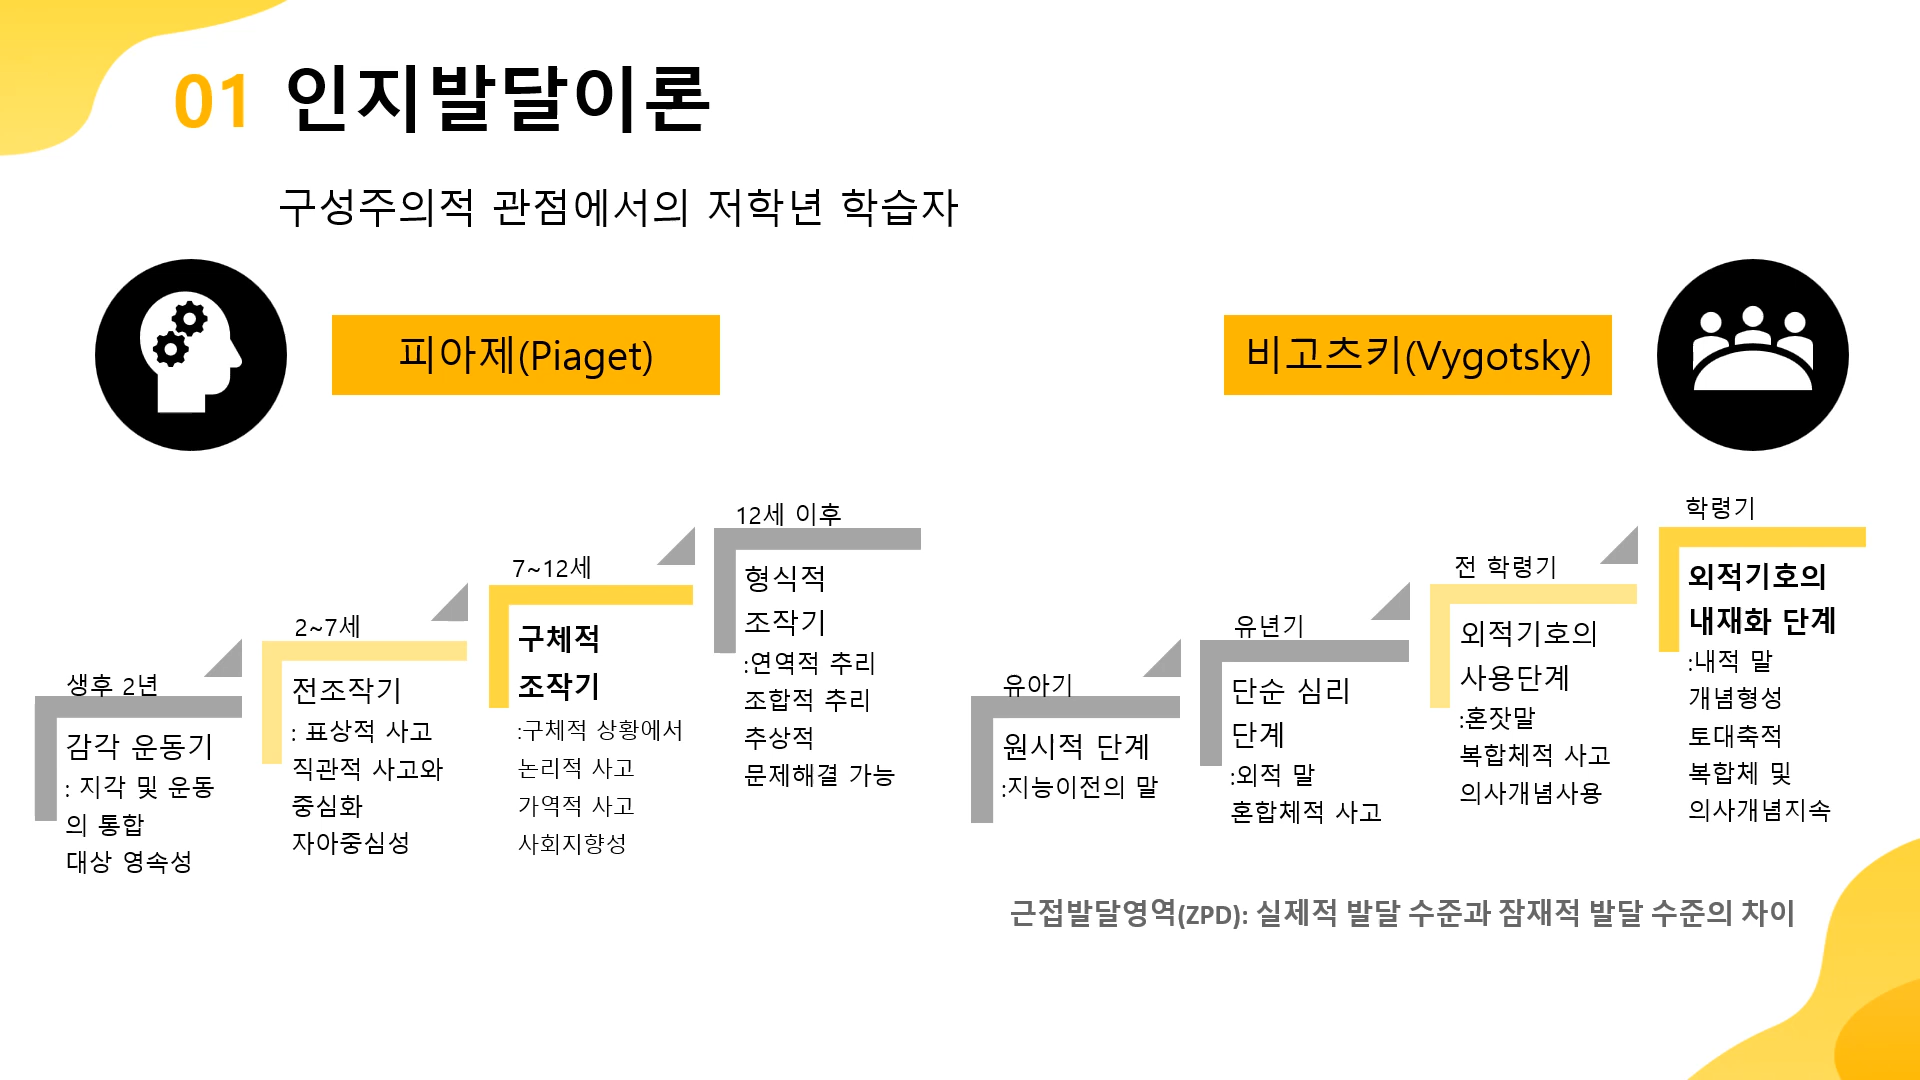 01 인지발달이론
구성주의적 관점에서의 저학년 학습자
피아제(Piaget)
생후 2년
감각 운동기
: 지각 및 운동
의 통합
대상 영속성
2~7세
전조작기
: 표상적 사고
직관적 사고와
중심화
자아중심성
7~12세
구체적
조작기
:구체적 상황에서
논리적 사고
가역적 사고
사회지향성
12세 이후
형식적
조작기
:연역적 추리
조합적 추리
추상적
문제해결 가능
비고츠키(Vygotsky)
유아기
원시적 단계
:지능이전의 말
유년기
단순 심리
단계
:외적 말
혼합체적 사고
전 학령기
외적기호의
사용단계
:혼잣말
복합체적 사고
의사개념사용
학령기
외적기호의
내재화 단계
:내적 말
개념형성
토대축적
복합체 및
의사개념지속
근접발달영역(ZPD): 실제적 발달 수준과 잠재적 발달 수준의 차이